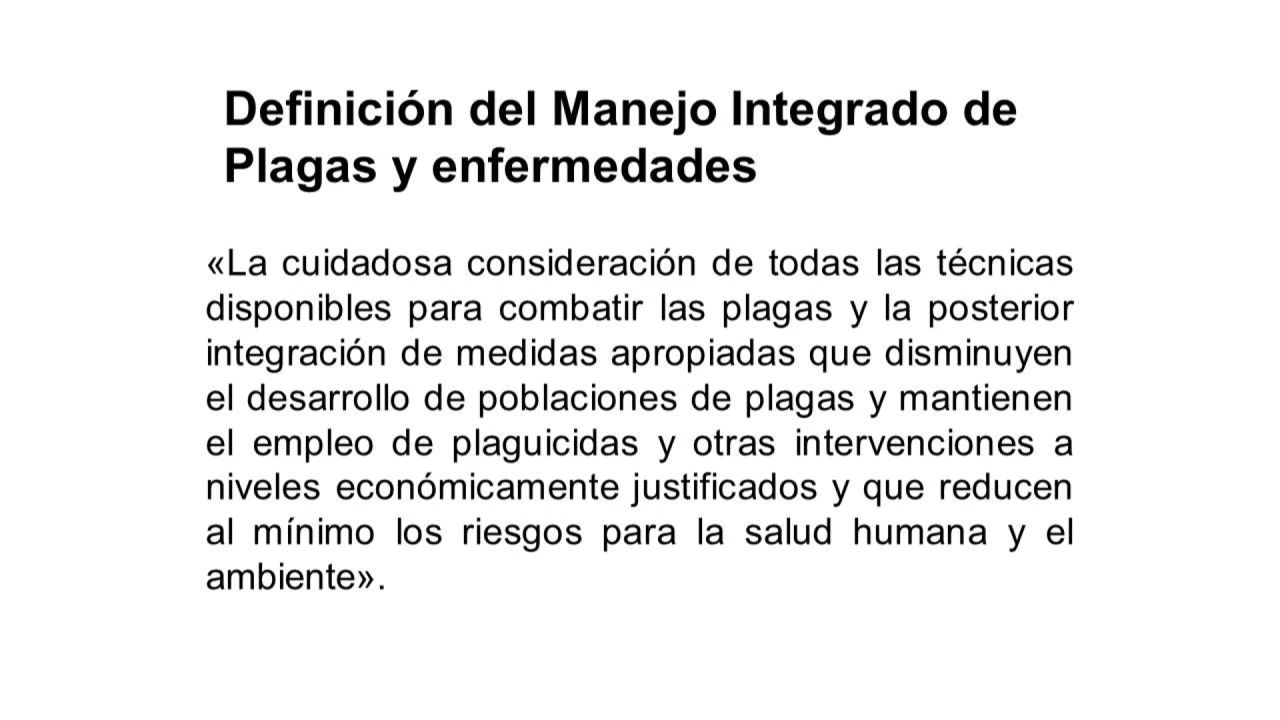 Definición del Manejo Integrado de
Plagas y enfermedades
«La cuidadosa consideración de todas las técnicas
disponibles para combatir las plagas y la posterior
integración de medidas apropiadas que disminuyen
el desarrollo de poblaciones de plagas y mantienen
el empleo de plaguicidas y otras intervenciones a
niveles económicamente justificados y que reducen
al mínimo los riesgos para la salud humana y el
ambiente».